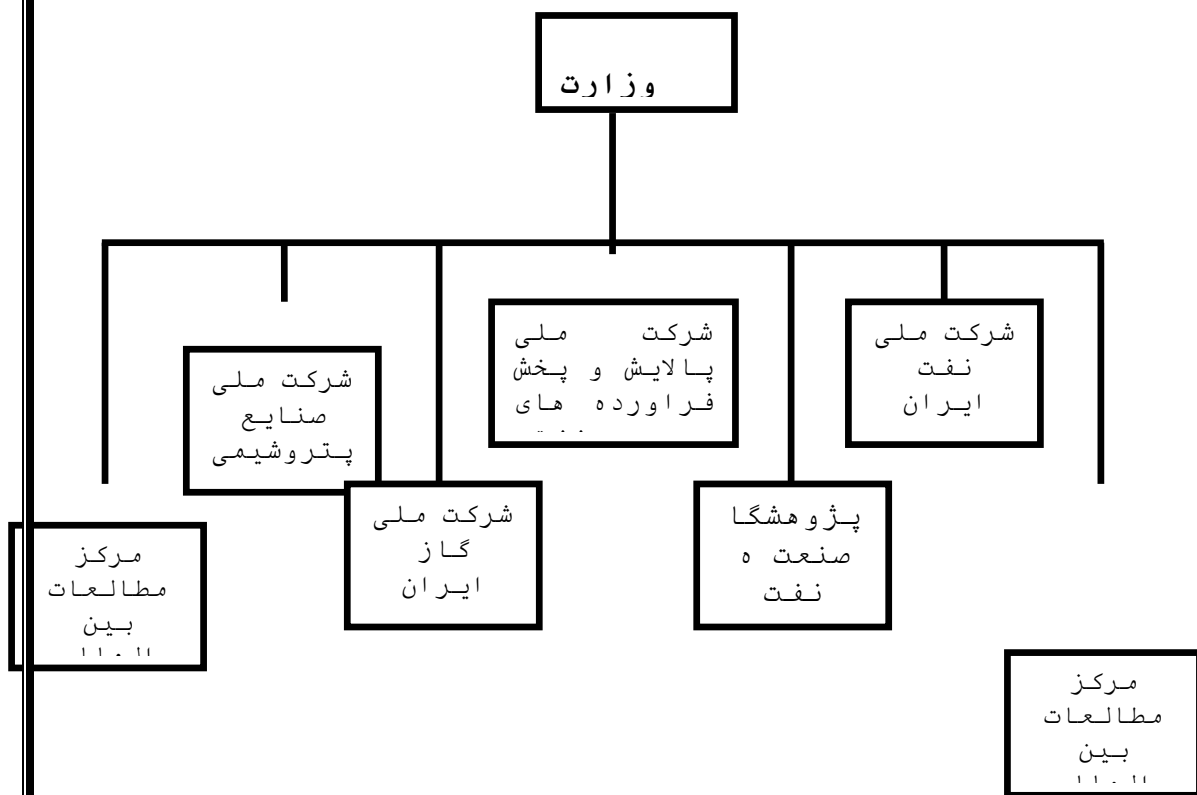 وزارت
شرکت ملی
نفت
ایران
شرکت ملی
پالایش و پخش
فراورده های
شرکت ملی
صنایع
پتروشیمی
پژوهشگا
صنعت ه
نفت
شرکت ملی
گاز
ایران
مرکز
مطالعات
بین
مرکز
مطالعات
بین